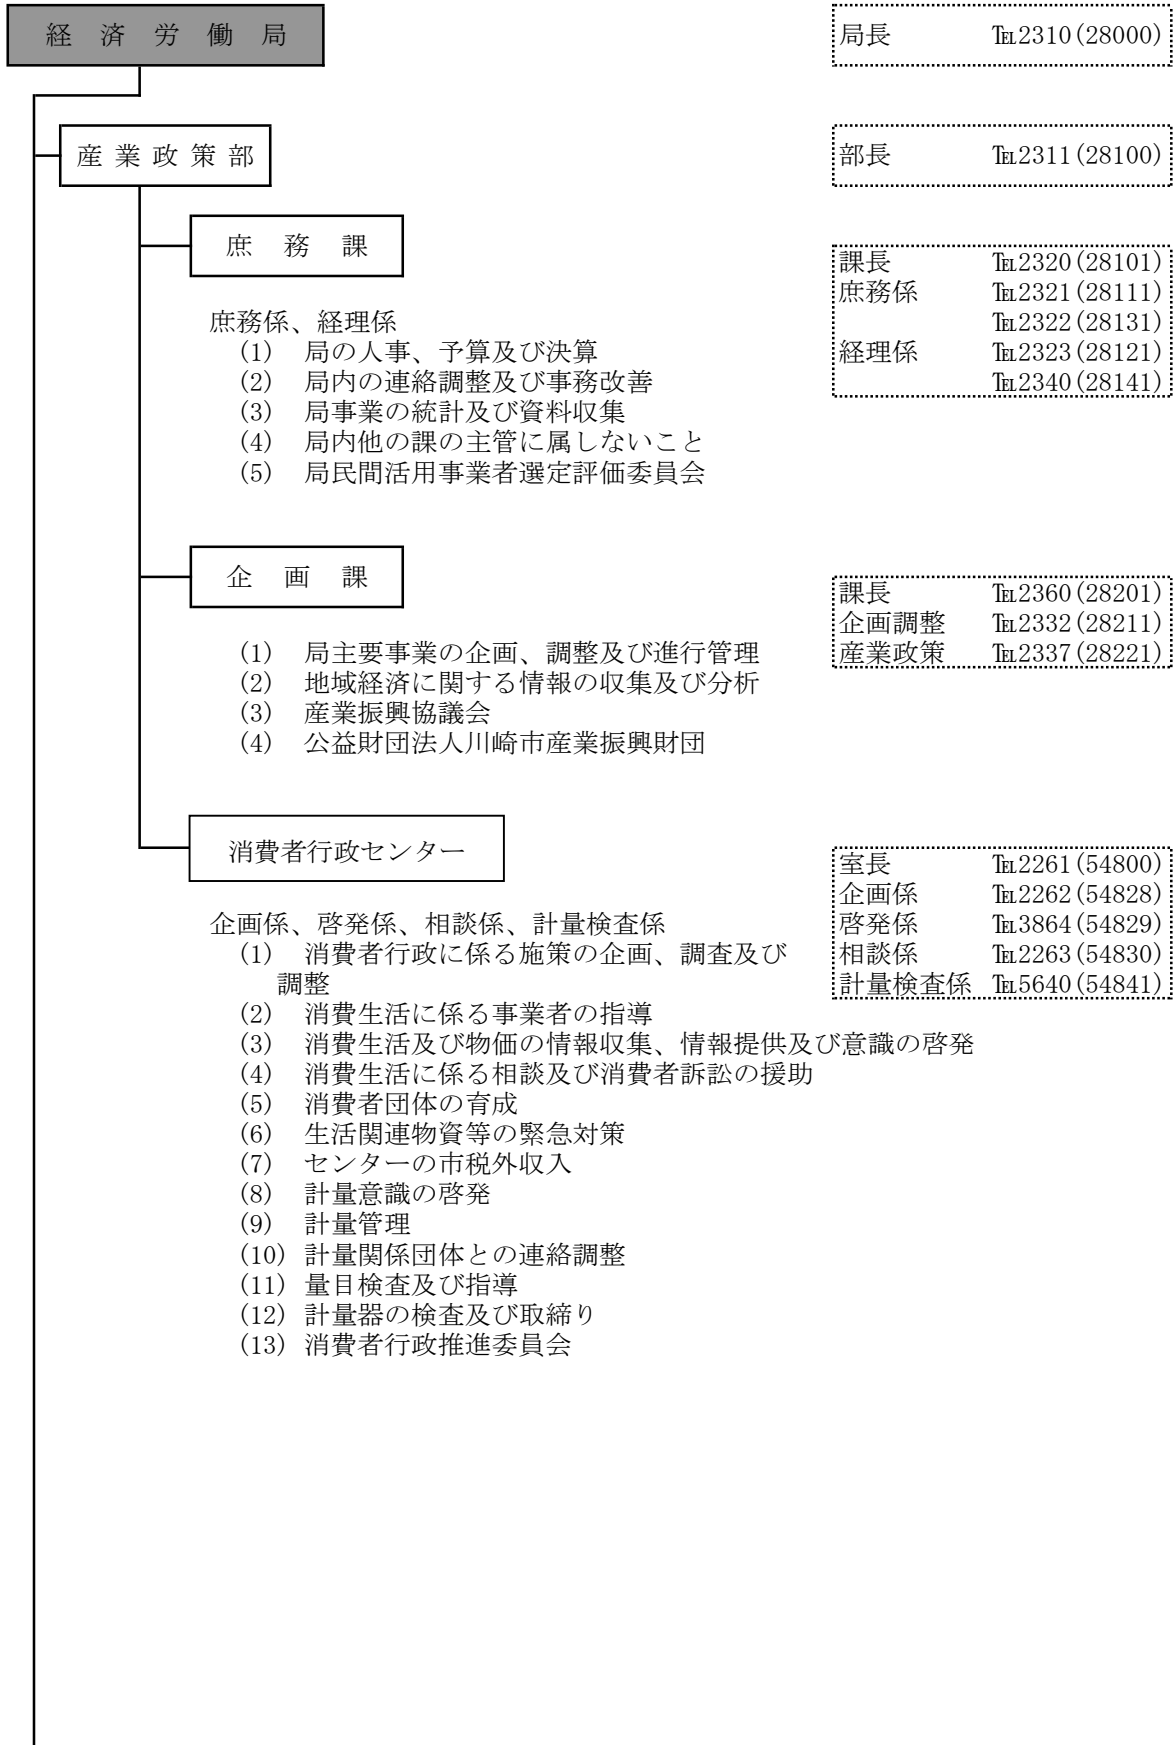 経済労働局
局長 ℡2310(28000)
産業政策部
部長 ℡2311(28100)
庶務課
課長 ℡2320(28101)
庶務係 ℡2321(28111)
℡2322(28131)
経理係 ℡2323(28121)
℡2340(28141)
庶務係、経理係
(1) 局の人事、予算及び決算
(2) 局内の連絡調整及び事務改善
(3) 局事業の統計及び資料収集
(4) 局内他の課の主管に属しないこと
(5) 局民間活用事業者選定評価委員会
企画課
課長 ℡2360(28201)
企画調整 ℡2332(28211)
産業政策 ℡2337(28221)
(1) 局主要事業の企画、調整及び進行管理
(2) 地域経済に関する情報の収集及び分析
(3) 産業振興協議会
(4) 公益財団法人川崎市産業振興財団
消費者行政センター
室長 ℡2261(54800)
企画係 ℡2262(54828)
啓発係 ℡3864(54829)
相談係 ℡2263(54830)
計量検査係 ℡5640(54841)
企画係、啓発係、相談係、計量検査係
(1) 消費者行政に係る施策の企画、調査及び
調整
(2) 消費生活に係る事業者の指導
(3) 消費生活及び物価の情報収集、情報提供及び意識の啓発
(4) 消費生活に係る相談及び消費者訴訟の援助
(5) 消費者団体の育成
(6) 生活関連物資等の緊急対策
(7) センターの市税外収入
(8) 計量意識の啓発
(9) 計量管理
(10) 計量関係団体との連絡調整
(11) 量目検査及び指導
(12) 計量器の検査及び取締り
(13) 消費者行政推進委員会